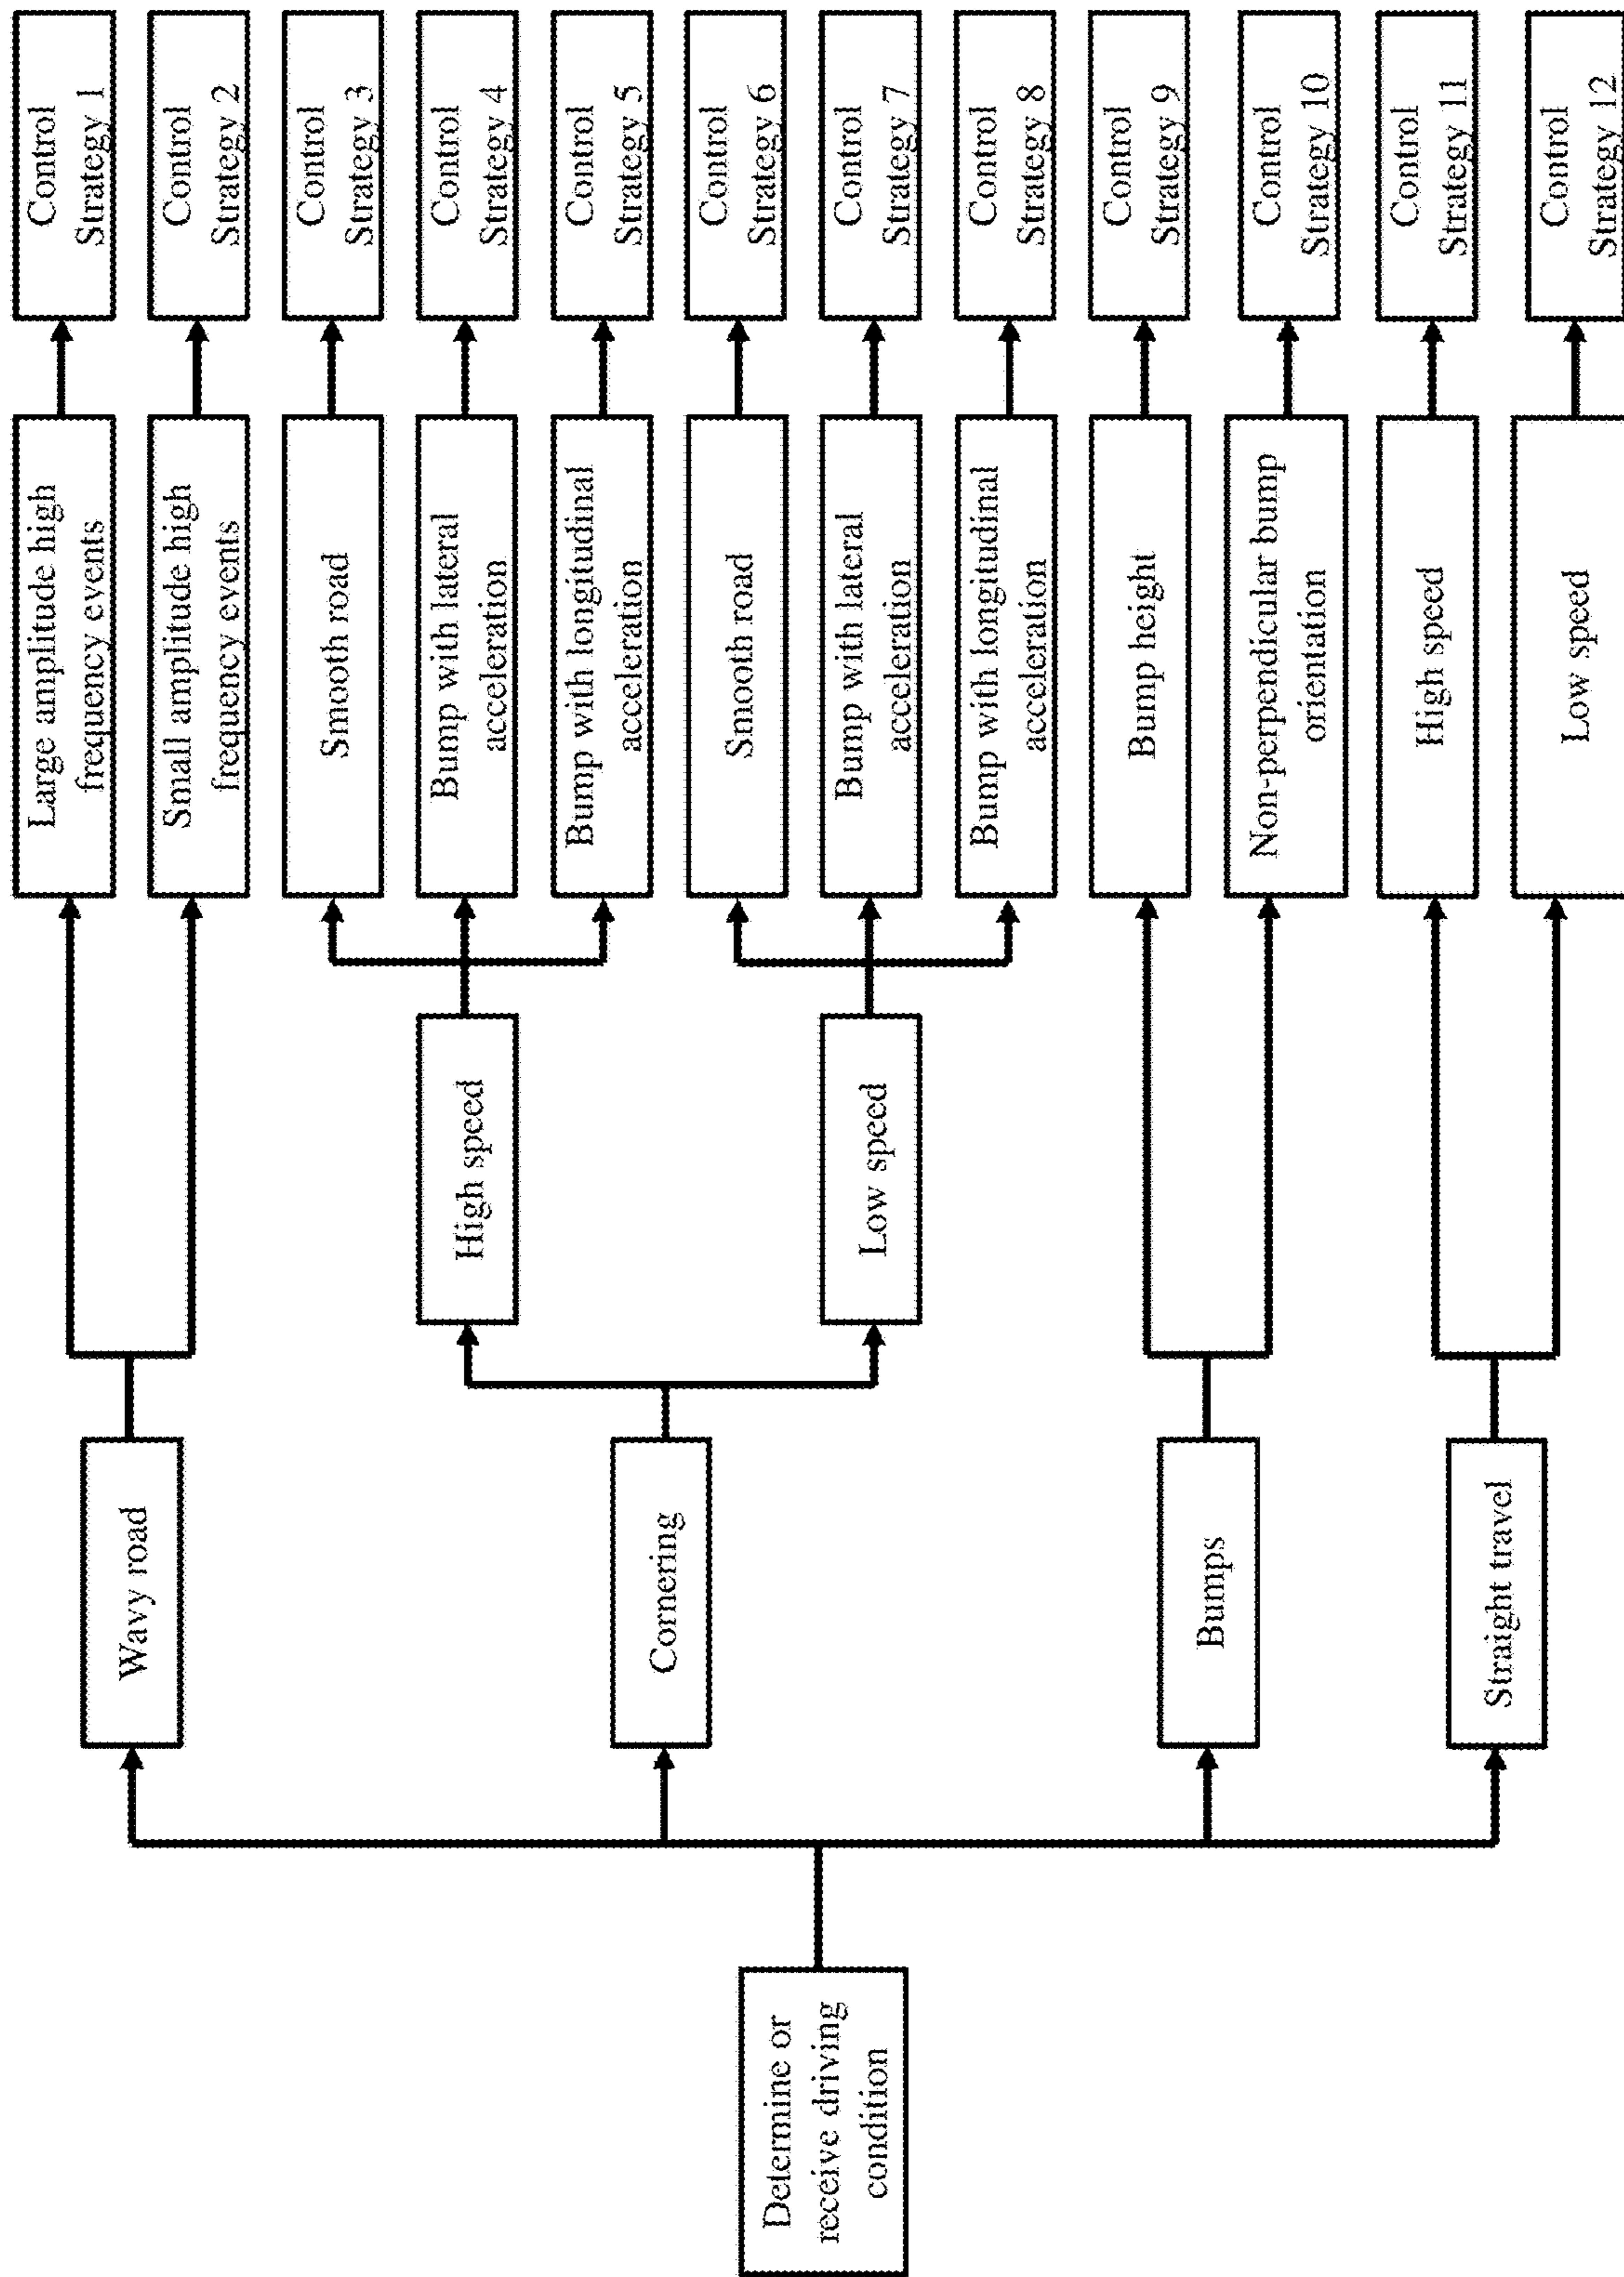 Determine or
receive driving
condition
Wavy road
Cornering
Bumps
Straight travel
High speed
Low speed
Large amplitude high
frequency events
Small amplitude high
frequency events
Smooth road
Bump with lateral
acceleration
Bump with longitudinal
acceleration
Smooth road
Bump with lateral
acceleration
Bump with longitudinal
acceleration
Bump height
Non-perpendicular bump
orientation
High speed
Low speed
Control
Strategy 1
Control
Strategy 2
Control
Strategy 3
Control
Strategy 4
Control
Strategy 5
Control
Strategy 6
Control
Strategy 7
Control
Strategy 8
Control
Strategy 9
Control
Strategy 10
Control
Strategy 11
Control
Strategy 12